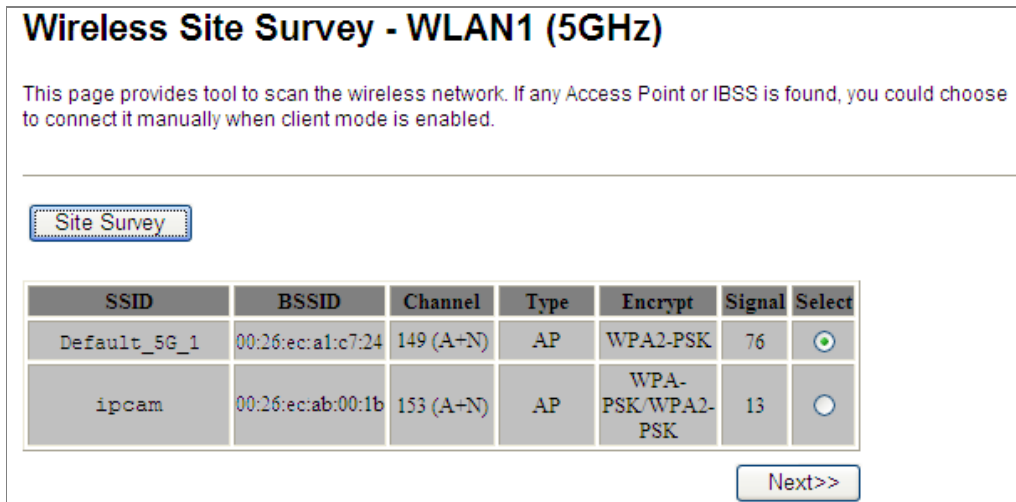 Wireless Site Survey - WLAN1 (5GHz)
This page provides tool to scan the wireless network. If any Access Point or IBSS is found, you could choose
to connect it manually when client mode is enabled.
Site Survey
SSID BSSID Channel Type Encrypt Signal Select
Default_5G_1 00:26:ec:a1:c7:24 149 (A+N) AP WPA2-PSK 76
ipcam 00:26:ec:ab:00:1b 153 (A+N) AP WPA-
PSK/WPA2-
PSK 13
Next>>